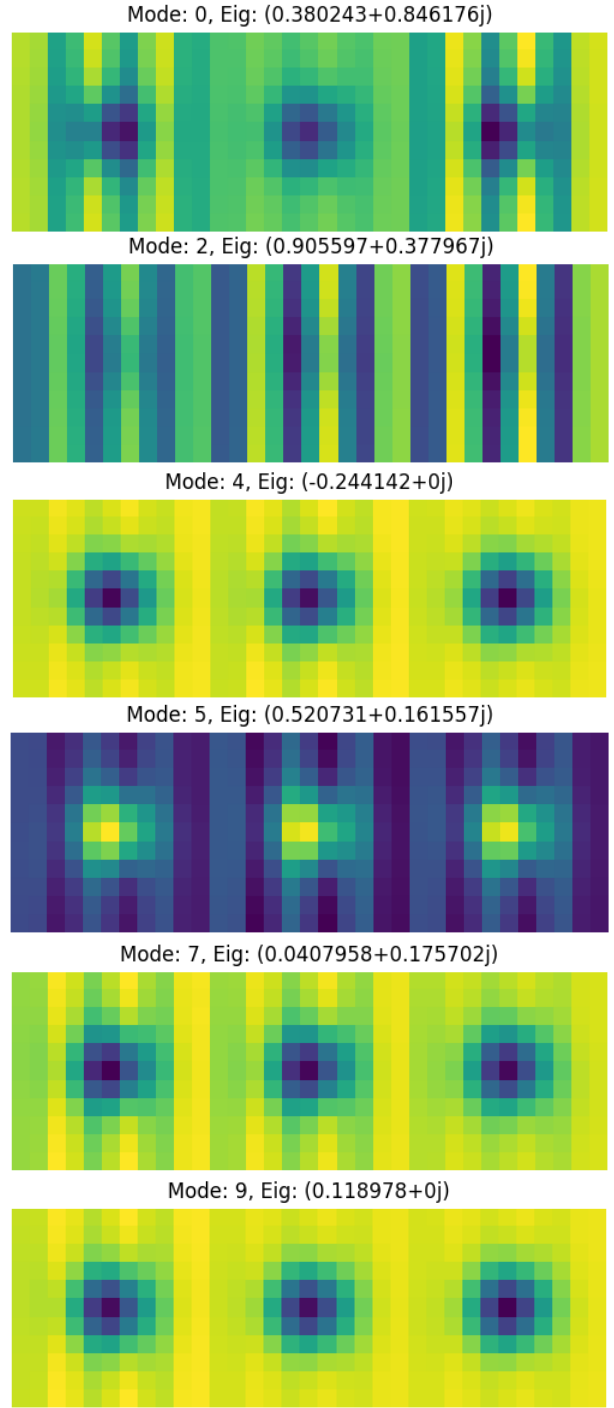 Mode: 0, Eig: (0.380243+0.846176j)
Mode: 2, Eig: (0.905597+0.377967j)
Mode: 4, Eig: (-0.244142+0j)
Mode: 5, Eig: (0.520731+0.161557j)
Mode: 7, Eig: (0.0407958+0.175702j)
Mode: 9, Eig: (0.118978+0j)